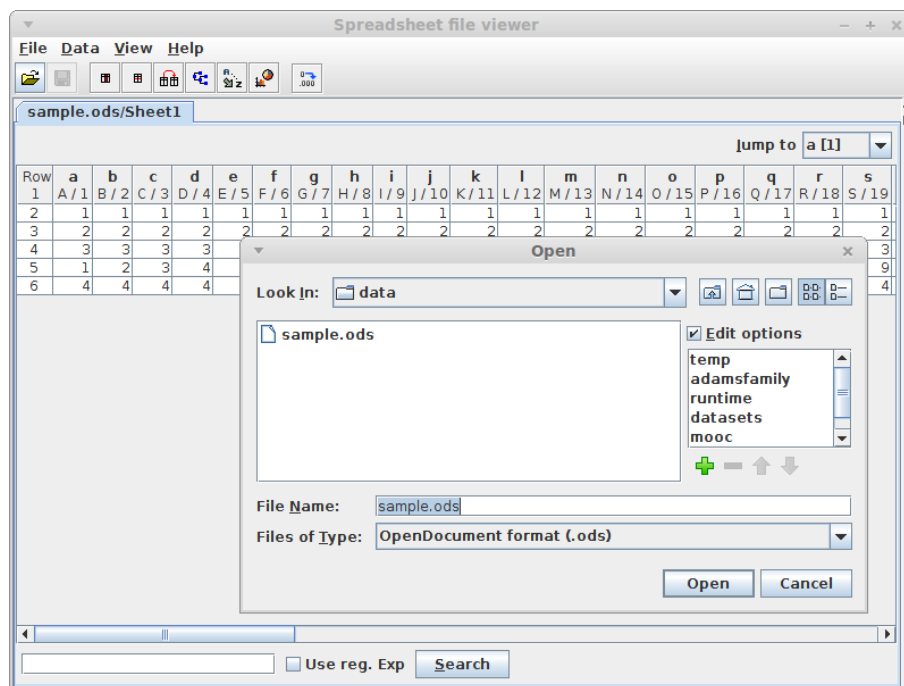 Spreadsheet file viewer
File Data View Help
sample.ods/Sheet1
Jump to a [1]
Row a b c d e f g h i j k l m n o p q r s
1 A / 1 B / 2 C / 3 D / 4 E / 5 F / 6 G / 7 H / 8 I / 9 J / 10 K / 11 L / 12 M / 13 N / 14 O / 15 P / 16 Q / 17 R / 18 S / 19
2 1 1 1 1 1 1 1 1 1 1 1 1 1 1 1 1 1 1 1
3 2 2 2 2 2 2 2 2 2 2 2 2 2 2 2 2 2 2 2
4 3 3 3 3 3
5 1 2 3 4 9
6 4 4 4 4 4
Open
Look In: data
sample.ods
Edit options
temp
adamsfamily
runtime
datasets
mooc
File Name: sample.ods
Files of Type: OpenDocument format (.ods)
Open Cancel
Use reg. Exp Search